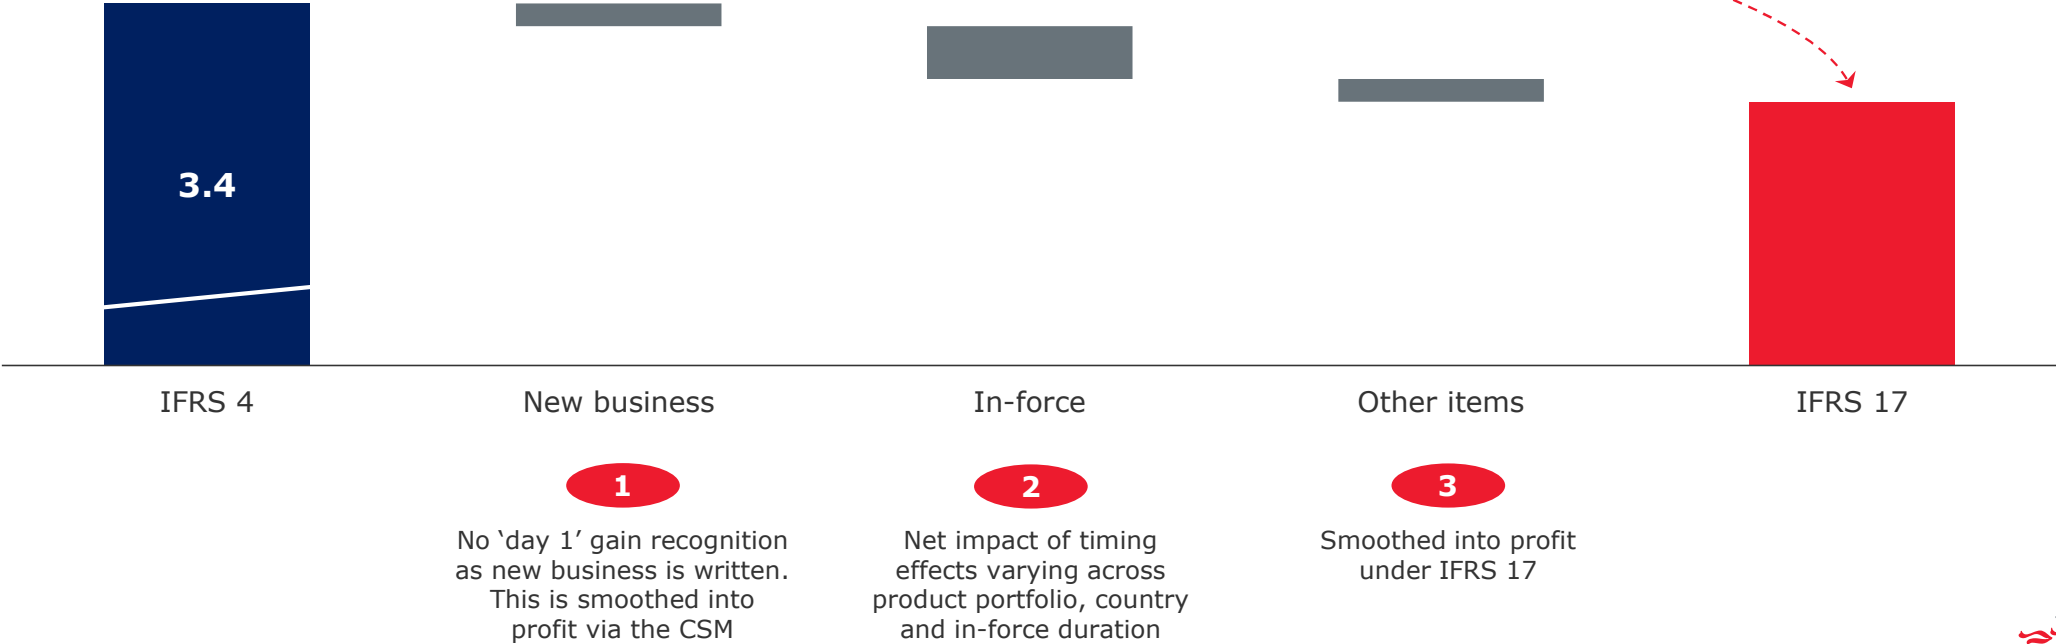 3.4
IFRS 4
New business
In-force
Other items
IFRS 17
1
2
3
No ‘day 1’ gain recognition
as new business is written.
This is smoothed into
profit via the CSM
Net impact of timing
effects varying across
product portfolio, country
and in-force duration
Smoothed into profit
under IFRS 17